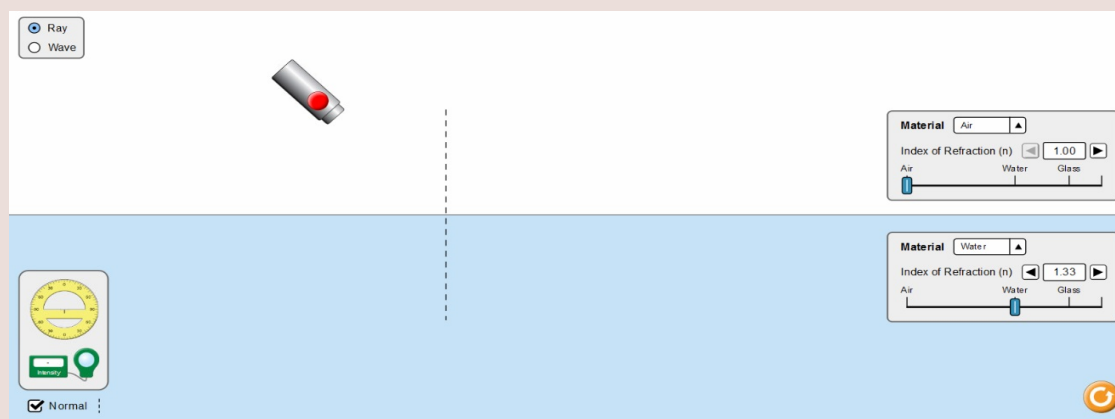 Ray
Wave
Material Air
Index of Refraction (n) 1.00
Air Water Glass
Material Water
Index of Refraction (n) 1.33
Air Water Glass
Intensity
Normal